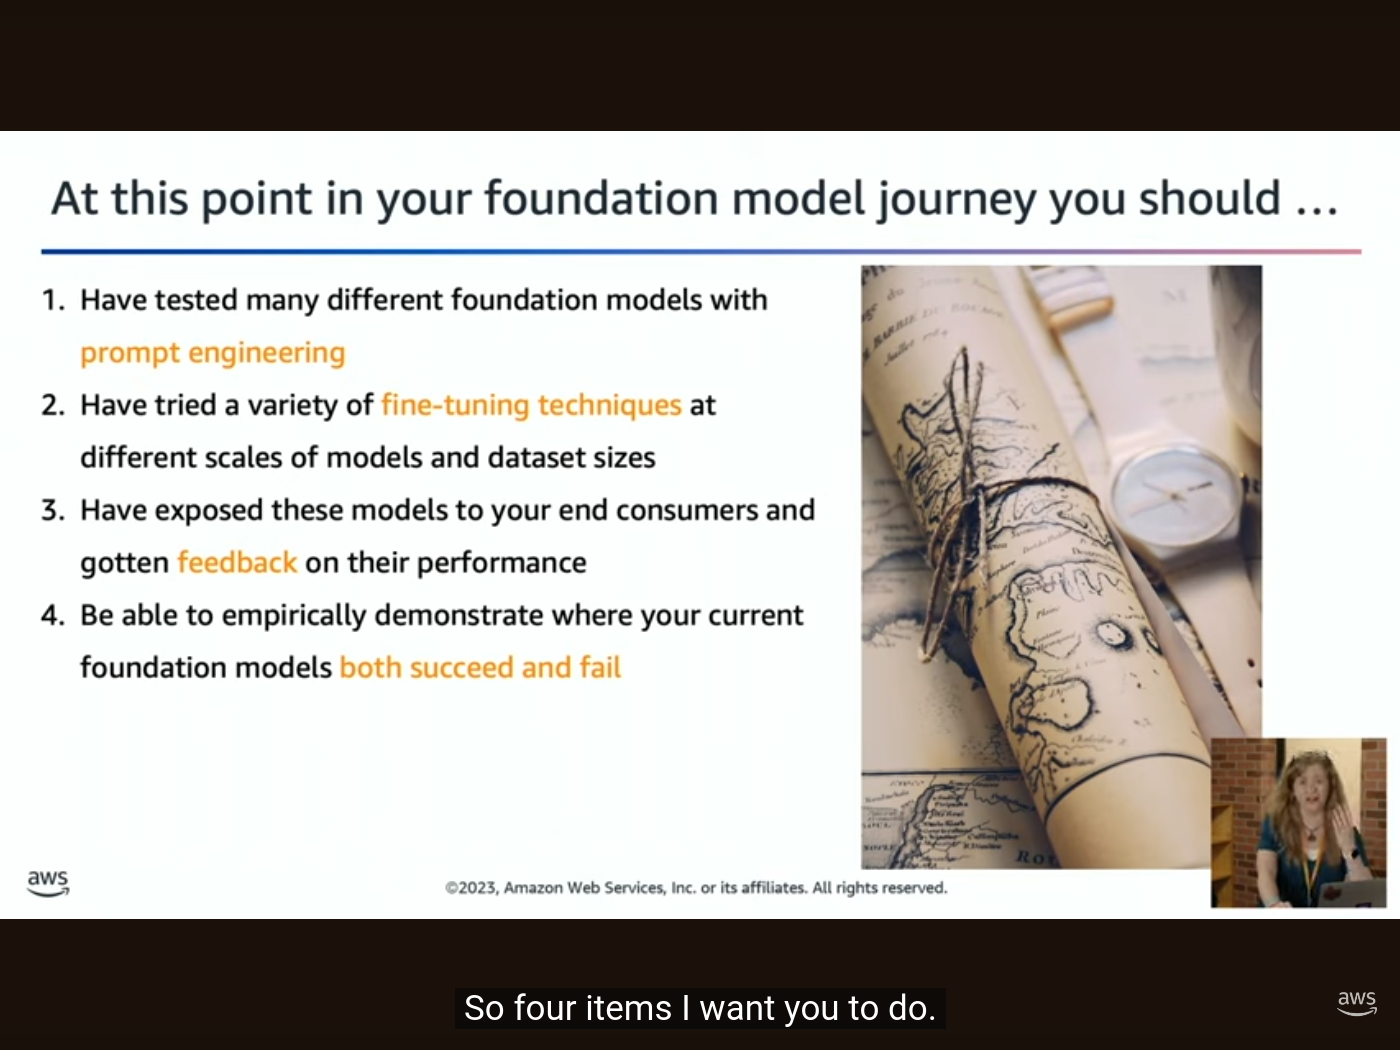 At this point in your foundation model journey you should ...
1. Have tested many different foundation models with
prompt engineering
2. Have tried a variety of fine-tuning techniques at
different scales of models and dataset sizes
3. Have exposed these models to your end consumers and
gotten feedback on their performance
4. Be able to empirically demonstrate where your current
foundation models both succeed and fail
aws
©2023, Amazon Web Services, Inc. or its affiliates. All rights reserved.
So four items I want you to do.
aws